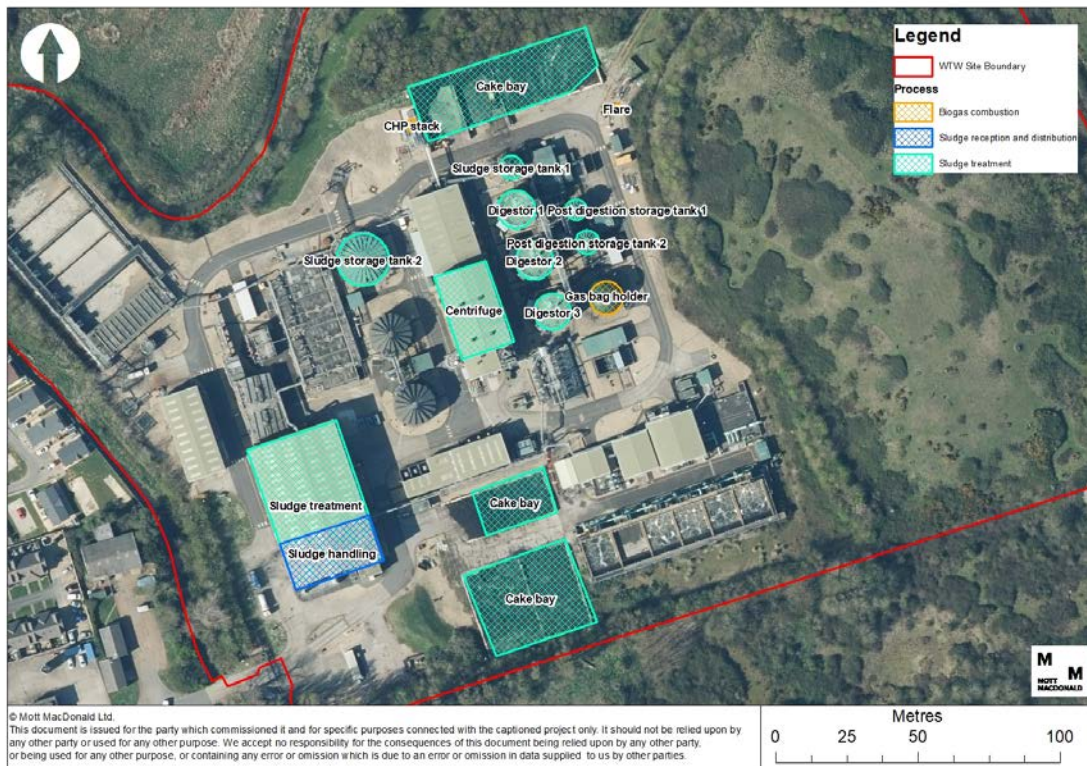 Legend
WTW Site Boundary
Process
Biogas combustion
Sludge reception and distribution
Sludge treatment
Cake bay
CHP stack
Flare
Sludge storage tank 1
Digestor 1
Post digestion storage tank 1
Post digestion storage tank 2
Digestor 2
Sludge storage tank 2
Gas bag holder
Centrifuge
Digestor 3
Sludge treatment
Cake bay
Sludge handling
Cake bay
M
M
MOTT
MACDONALD
© Mott MacDonald Ltd.
This document is issued for the party which commissioned it and for specific purposes connected with the captioned project only. It should not be relied upon by
any other party or used for any other purpose. We accept no responsibility for the consequences of this document being relied upon by any other party,
or being used for any other purpose, or containing any error or omission which is due to an error or omission in data supplied to us by other parties.
Metres
0 25 50 100